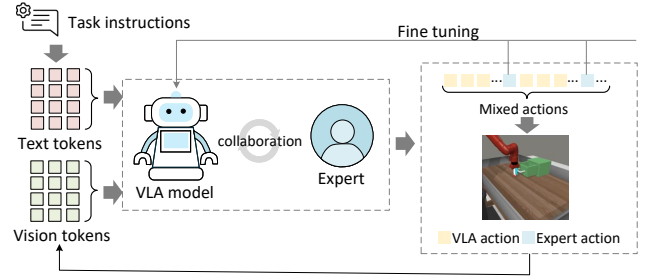 Task instructions
Fine tuning
Text tokens
... ... ...
Mixed actions
collaboration
VLA model
Expert
Vision tokens
VLA action Expert action